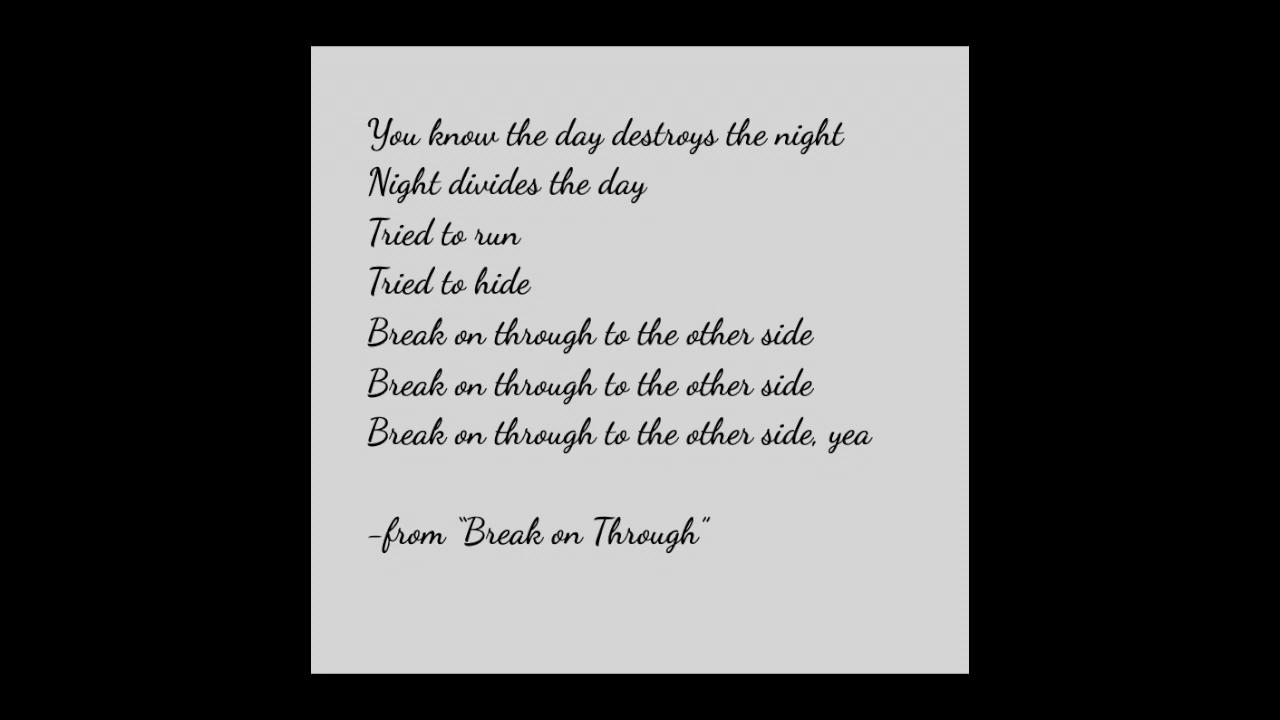 You know the day destroys the night
Night divides the day
Tried to run
Tried to hide
Break on through to the other side
Break on through to the other side
Break on through to the other side, yea
-from "Break on Through"